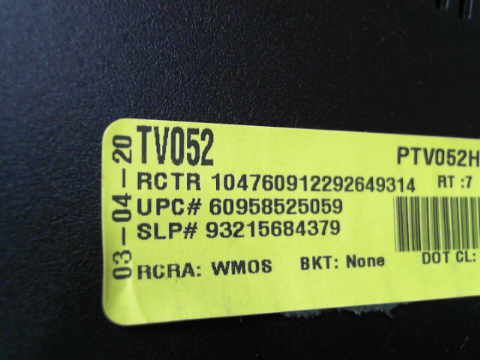 03-04-20
TV052
PTV052H
RCTR 104760912292649314 RT :7
UPC# 60958525059
SLP# 93215684379
RCRA: WMOS BKT: None DOT CL: